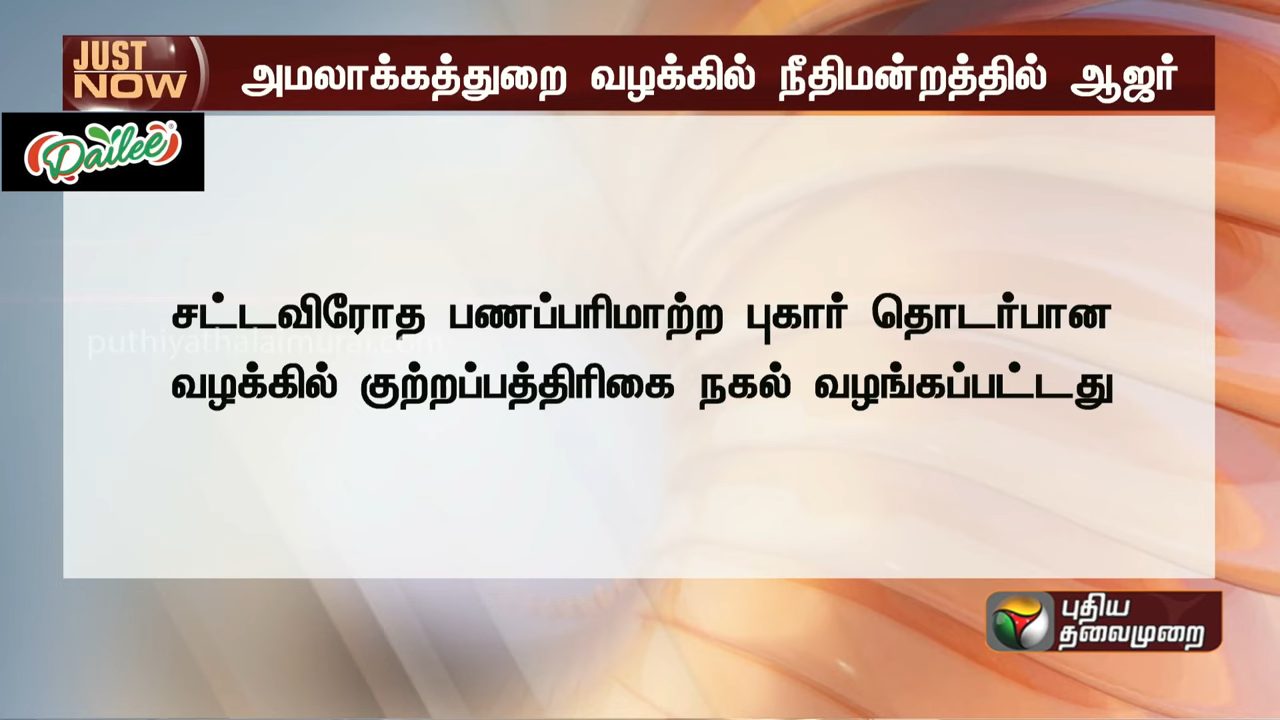 JUST
NOW
அமலாக்கத்துறை வழக்கில் நீதிமன்றத்தில் ஆஜர்
Dailee
சட்டவிரோத பணப்பரிமாற்ற புகார் தொடர்பான
puthiyathalaimurai.com
வழக்கில் குற்றப்பத்திரிகை நகல் வழங்கப்பட்டது
புதிய
தலைமுறை